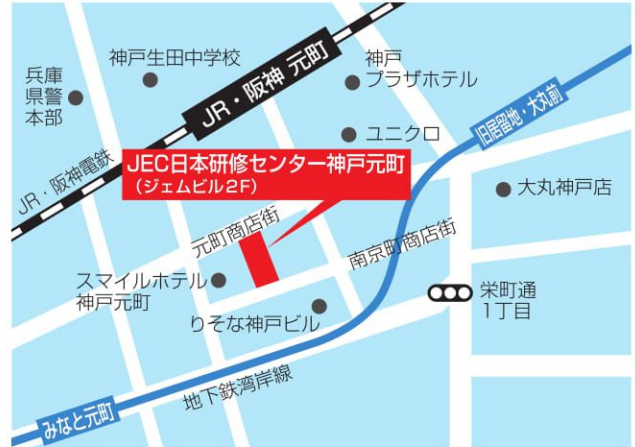 神戸生田中学校
神戸
プラザホテル
兵庫
県警
本部
JR・阪神 元町
ユニクロ
旧居留地・大丸前
JR・阪神電鉄
JEC日本研修センター神戸元町
（ジェムビル2F）
大丸神戸店
元町商店街
南京町商店街
スマイルホテル
神戸元町
りそな神戸ビル
栄町通
1丁目
地下鉄湾岸線
みなと元町